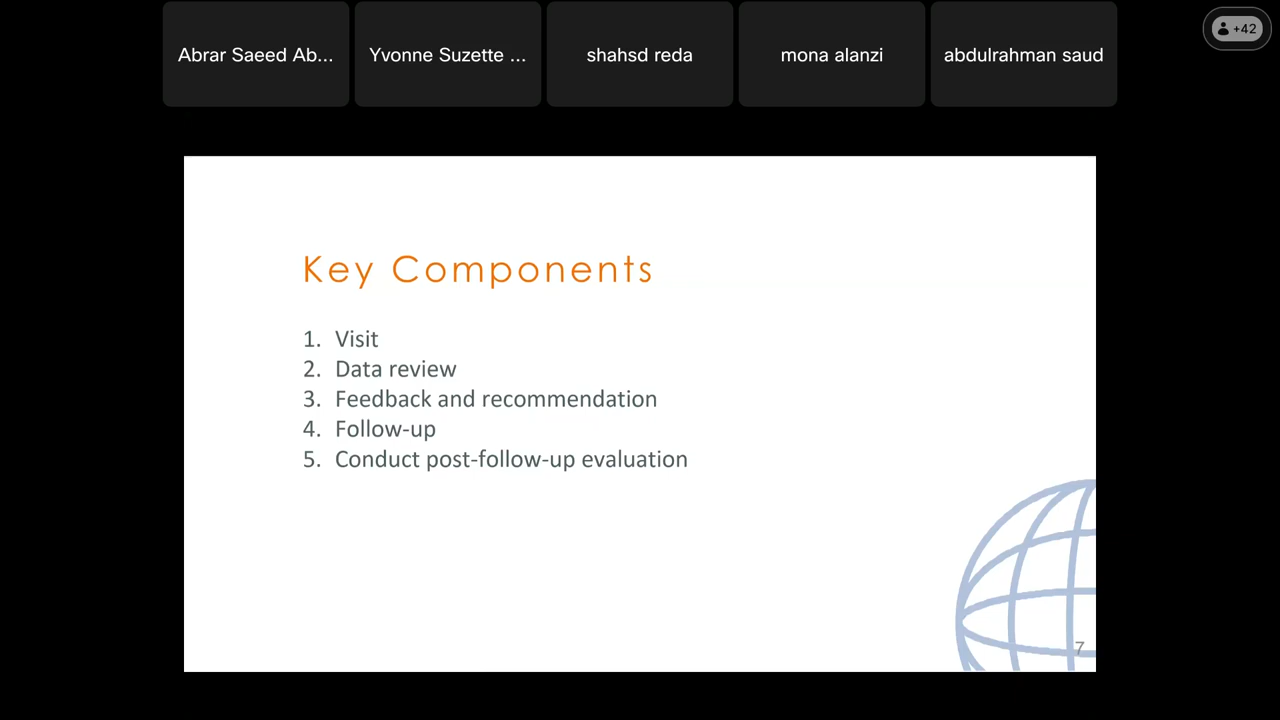 Abrar Saeed Ab...
Yvonne Suzette ...
shahsd reda
mona alanzi
abdulrahman saud
+42
Key Components
1. Visit
2. Data review
3. Feedback and recommendation
4. Follow-up
5. Conduct post-follow-up evaluation
7